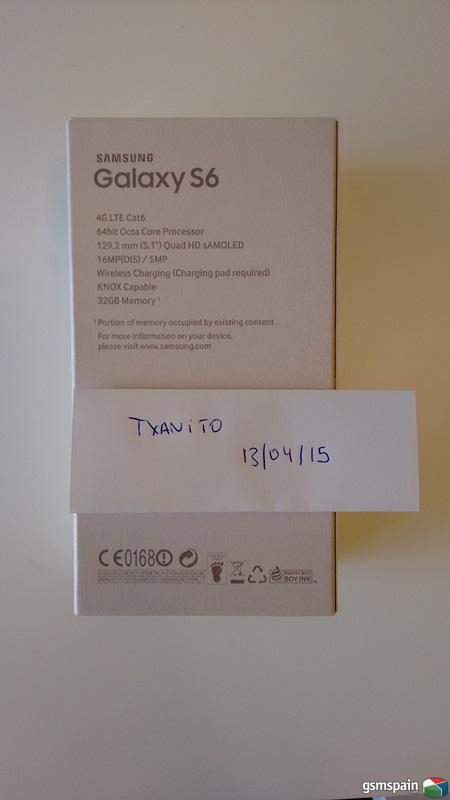 SAMSUNG
Galaxy S6
4G LTE Cat6
64bit Octa Core Processor
129.2 mm (5.1") Quad HD sAMOLED
16MP(OIS) / 5MP
Wireless Charging (Charging pad required)
KNOX Capable
32GB Memory ¹
¹ Portion of memory occupied by existing content.
For more information on your device,
please visit www.samsung.com
TXANiTO
13/04/15
CE0168
PRINTED WITH
SOY INK
gsmspain